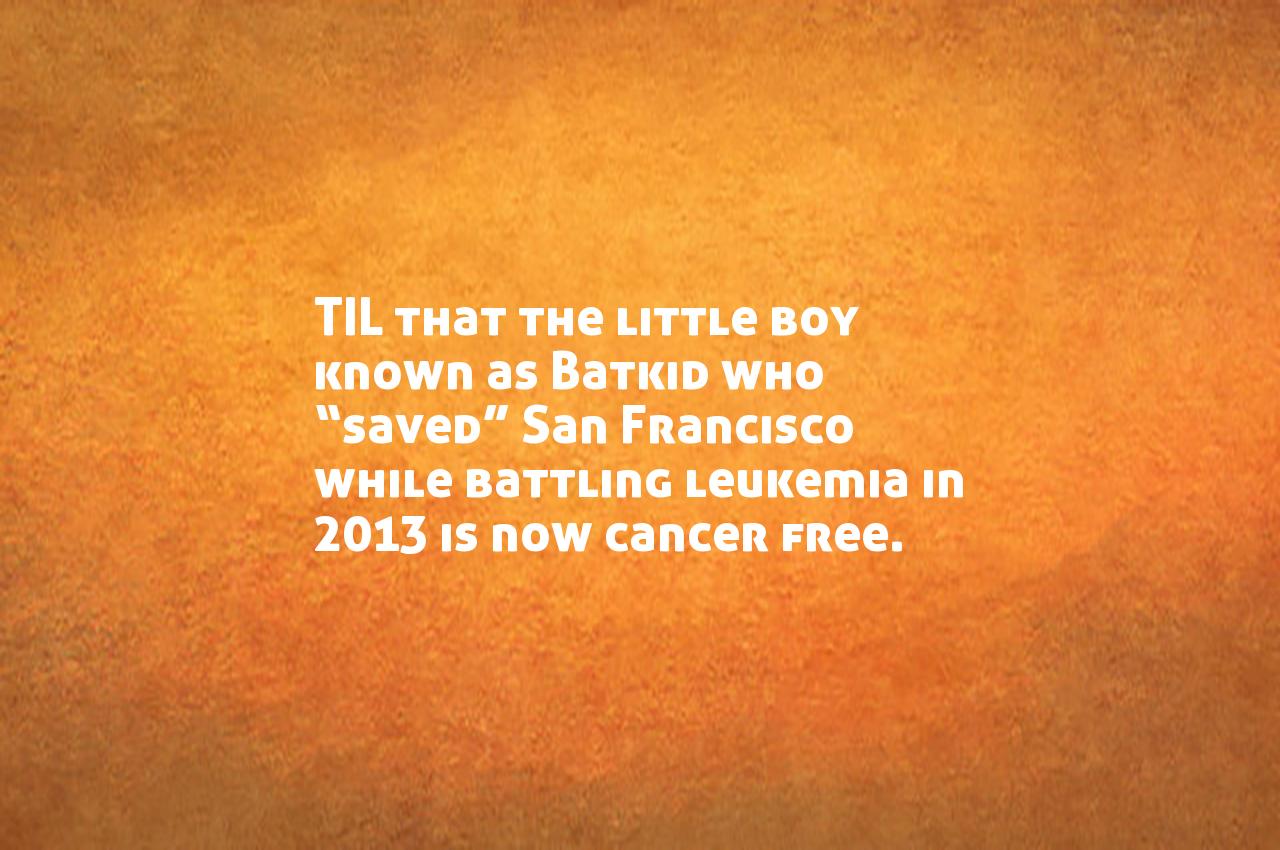 TIL that the little boy
known as Batkid who
“saved” San Francisco
while battling leukemia in
2013 is now cancer free.